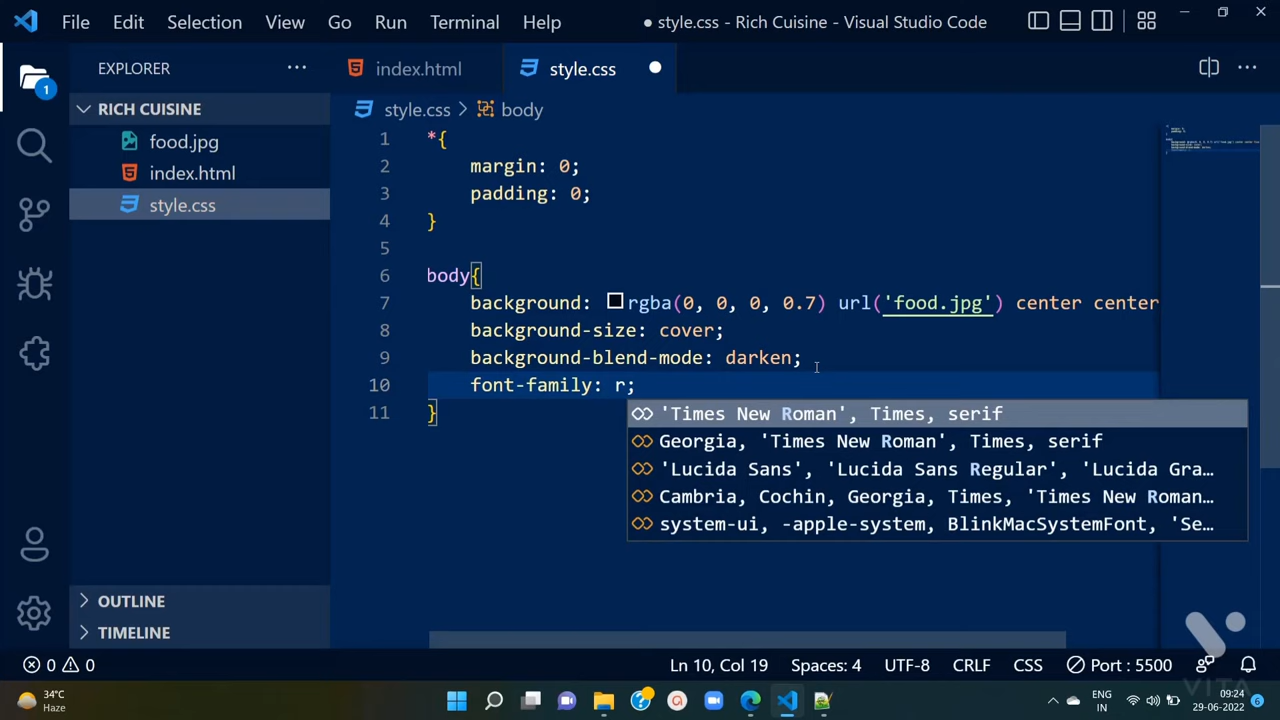 File Edit Selection View Go Run Terminal Help ● style.css - Rich Cuisine - Visual Studio Code
EXPLORER ···
index.html
style.css
1
RICH CUISINE
food.jpg
index.html
style.css
style.css > body
1 *{
2 margin: 0;
3 padding: 0;
4 }
5
6 body{
7 background: rgba(0, 0, 0, 0.7) url('food.jpg') center center
8 background-size: cover;
9 background-blend-mode: darken;
10 font-family: r;
11 }
'Times New Roman', Times, serif
Georgia, 'Times New Roman', Times, serif
'Lucida Sans', 'Lucida Sans Regular', 'Lucida Gra...
Cambria, Cochin, Georgia, Times, 'Times New Roman...
system-ui, -apple-system, BlinkMacSystemFont, 'Se...
OUTLINE
TIMELINE
0 0 Ln 10, Col 19 Spaces: 4 UTF-8 CRLF CSS Port : 5500
VITA
34°C
Haze
ENG
IN
09:24
29-06-2022
6